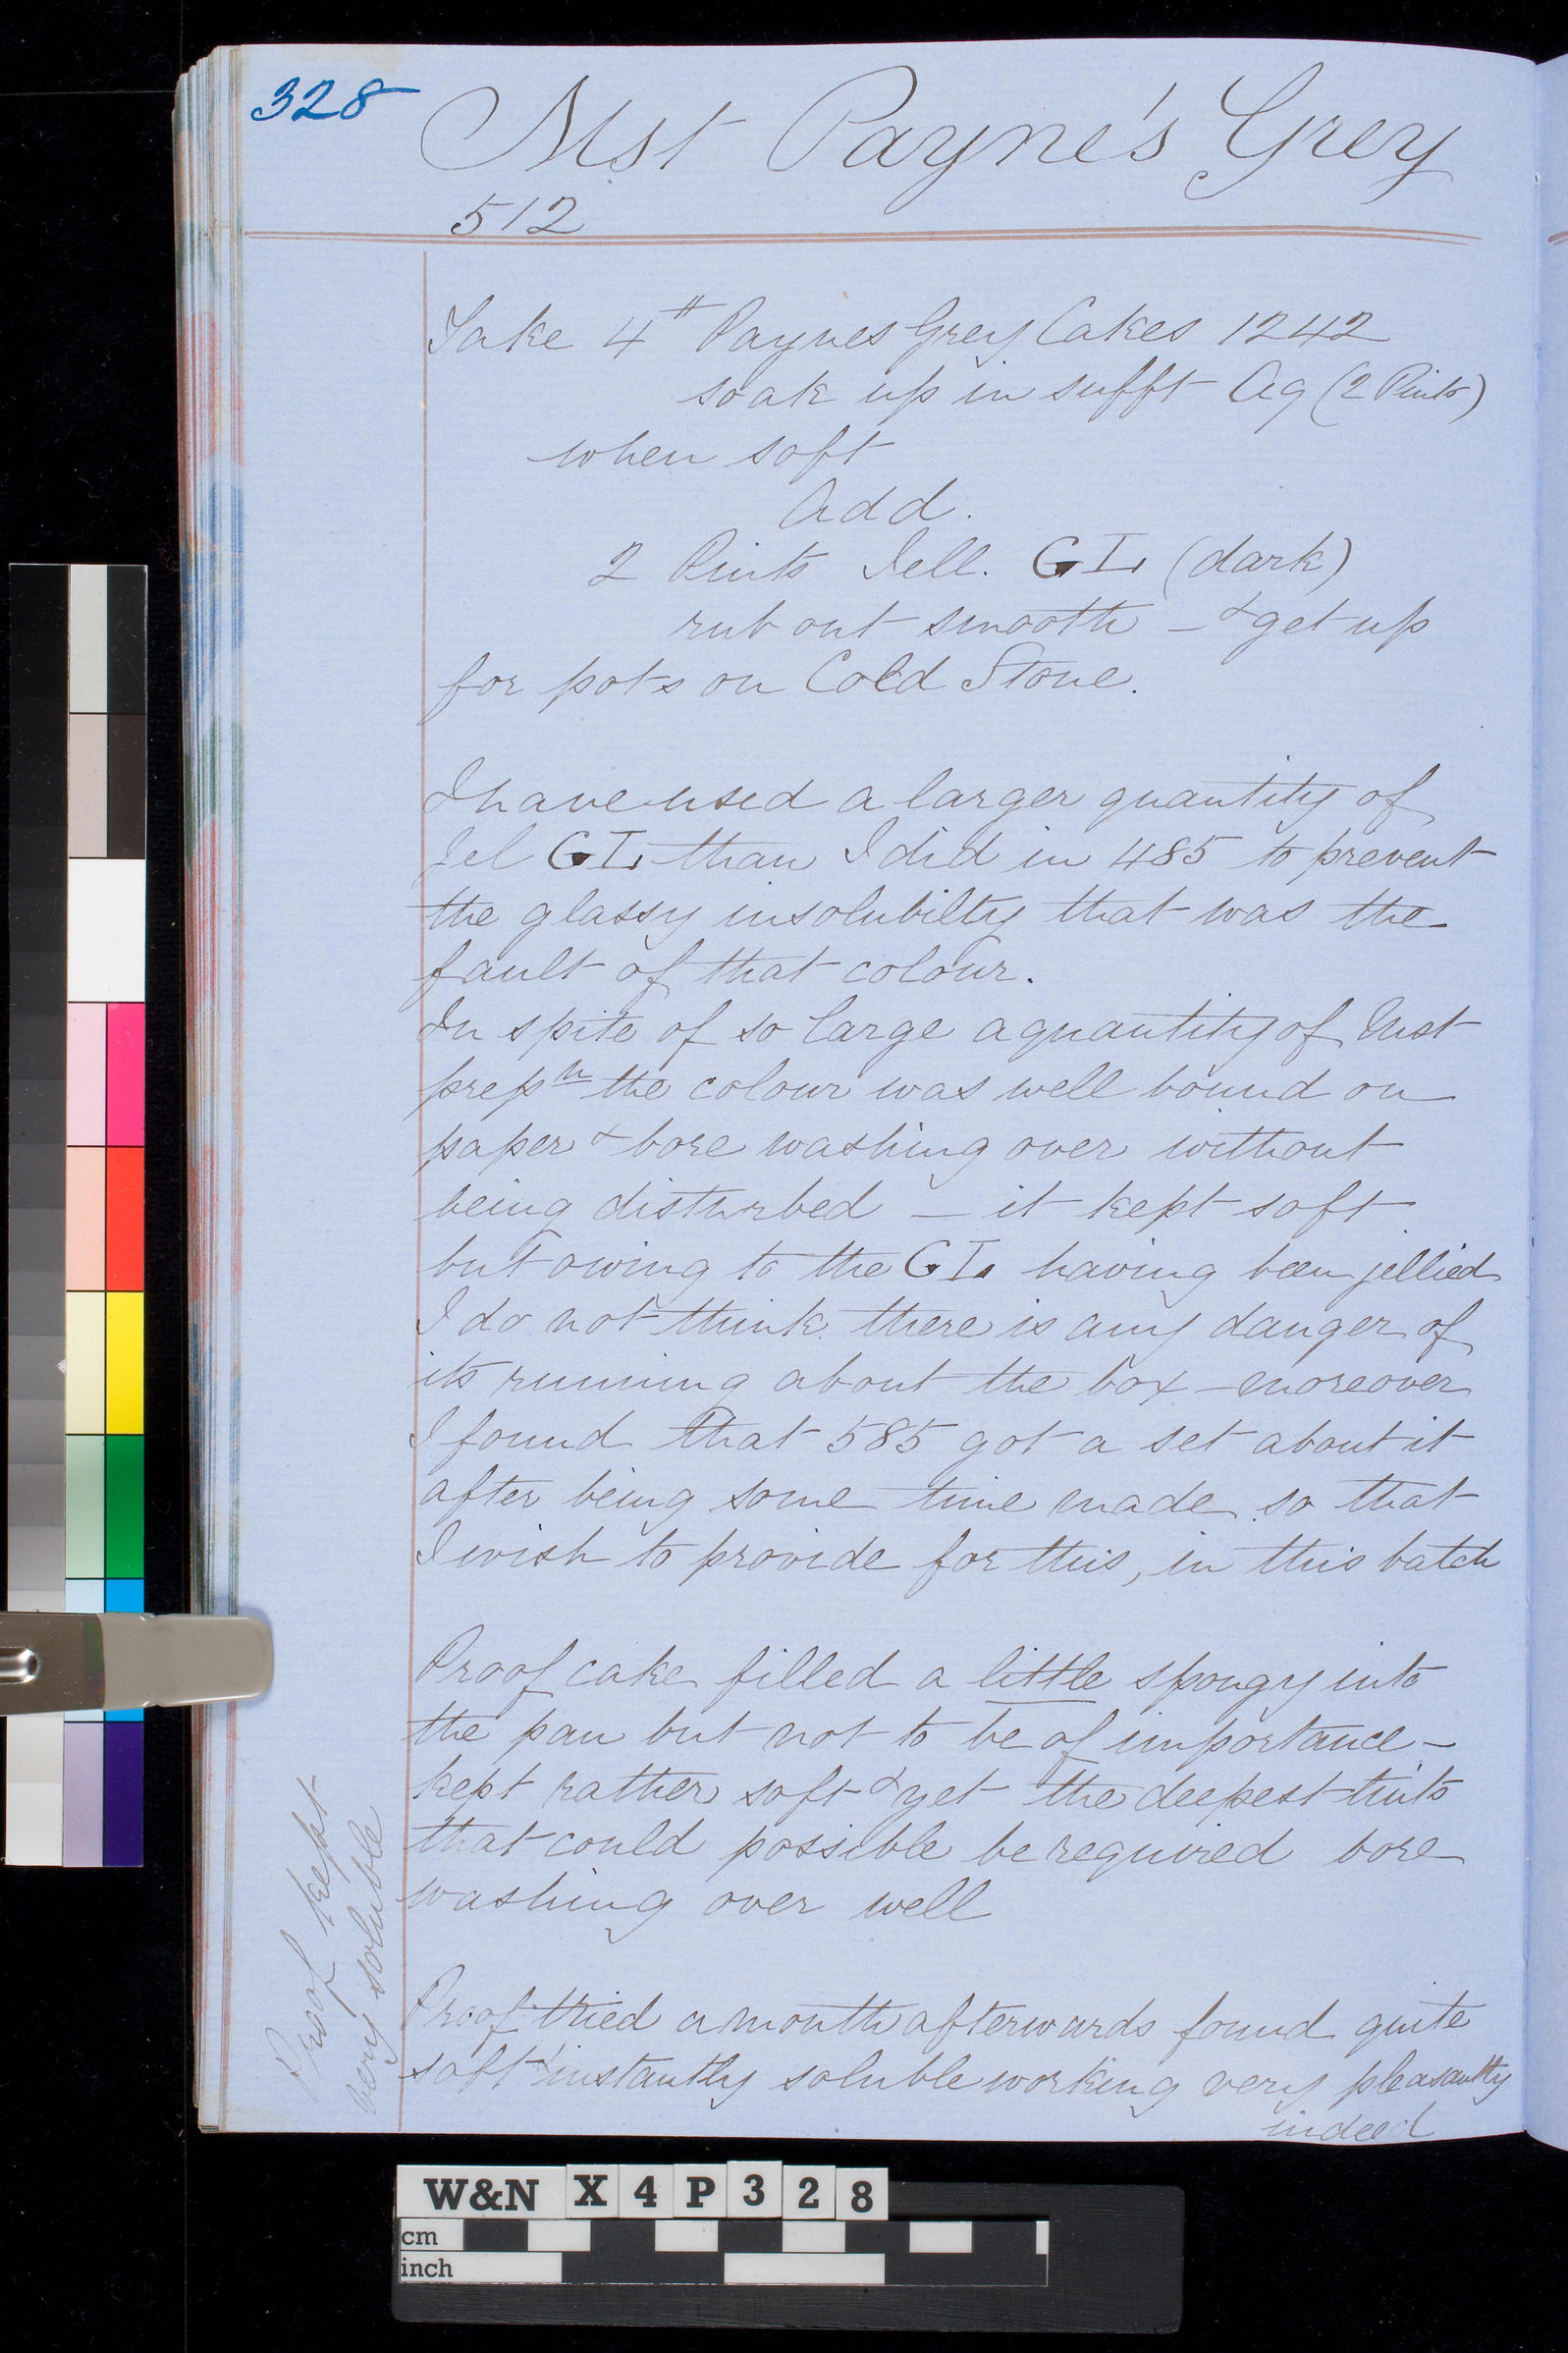 328
Mst Payne's Grey
512
Take 4# Paynes Grey Cakes 1242
soak up in sufft Aq (2 Pints)
when soft
Add.
2 Pints Jell. GI. (dark)
rub out smooth – & get up
for pots on Cold Stone.
I have used a larger quantity of
Jel GI. than I did in 485 to prevent
the glassy insolubilty that was the
fault of that colour.
In spite of so large a quantity of Mst
prepn the colour was well bound on
paper & bore washing over without
being disturbed – it kept soft
but owing to the GI. having been jellied
I do not think there is any danger of
its running about the box – moreover
I found that 585 got a set about it
after being some time made so that
I wish to provide for this, in this batch
Proof cake filled a little spongy into
the pan but not to be of importance –
kept rather soft & yet the deepest tints
that could possible be required bore
washing over well
Proof kept
very soluble
Proof tried a month afterwards found quite
soft & instantly soluble working very pleasantly
indeed
W&N X 4 P 3 2 8
cm
inch